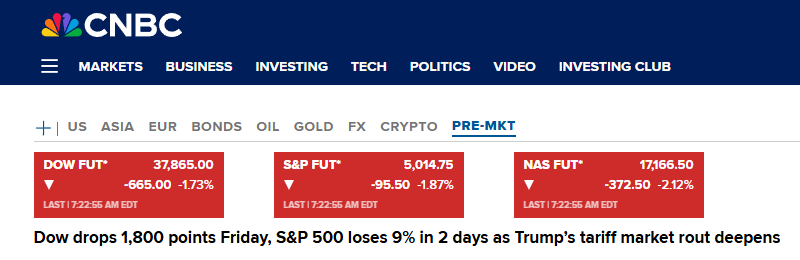 CNBC
MARKETS BUSINESS INVESTING TECH POLITICS VIDEO INVESTING CLUB
US ASIA EUR BONDS OIL GOLD FX CRYPTO PRE-MKT
DOW FUT* 37,865.00 S&P FUT* 5,014.75 NAS FUT* 17,166.50
-665.00 -1.73% -95.50 -1.87% -372.50 -2.12%
LAST | 7:22:55 AM EDT LAST | 7:22:55 AM EDT LAST | 7:22:55 AM EDT
Dow drops 1,800 points Friday, S&P 500 loses 9% in 2 days as Trump's tariff market rout deepens